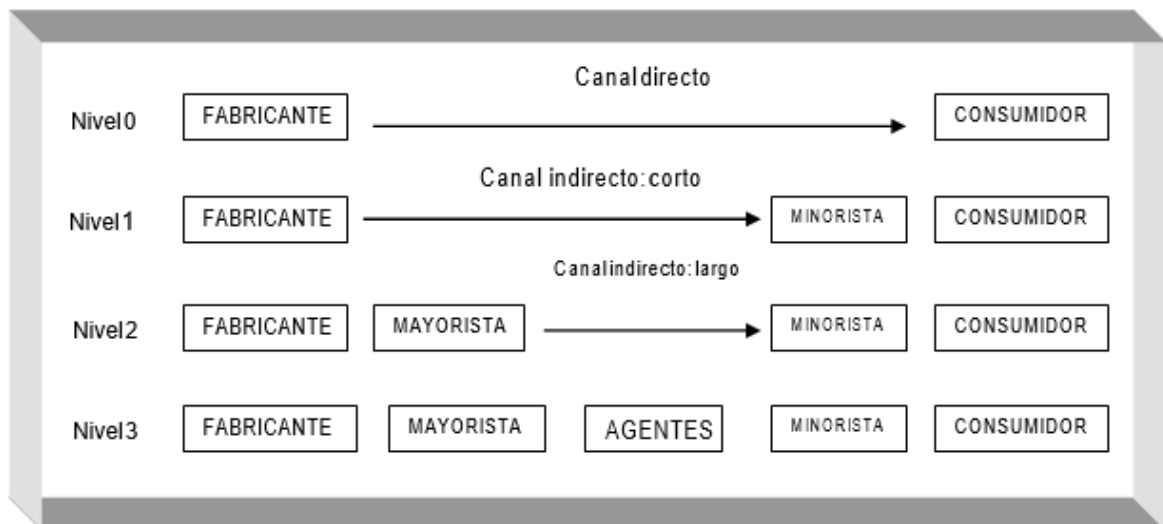 Canal directo
Nivel 0 FABRICANTE CONSUMIDOR
Canal indirecto: corto
Nivel 1 FABRICANTE MINORISTA CONSUMIDOR
Canal indirecto: largo
Nivel 2 FABRICANTE MAYORISTA MINORISTA CONSUMIDOR
Nivel 3 FABRICANTE MAYORISTA AGENTES MINORISTA CONSUMIDOR